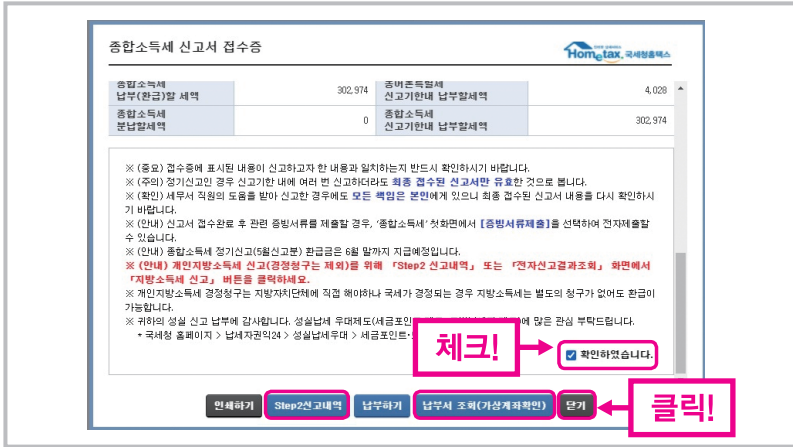 종합소득세 신고서 접수증
Hometax. 국세청홈택스
종합소득세
납부(환급)할 세액
302,974
농어촌특별세
신고기한내 납부할세액
4,028
종합소득세
분납할세액
0
종합소득세
신고기한내 납부할세액
302,974
※ (중요) 접수증에 표시된 내용이 신고하고자 한 내용과 일치하는지 반드시 확인하시기 바랍니다.
※ (주의) 정기신고인 경우 신고기한 내에 여러 번 신고하더라도 최종 접수된 신고서만 유효한 것으로 봅니다.
※ (확인) 세무서 직원의 도움을 받아 신고한 경우에도 모든 책임은 본인에게 있으니 최종 접수된 신고서 내용을 다시 확인하시
기 바랍니다.
※ (안내) 신고서 접수완료 후 관련 증빙서류를 제출할 경우, '종합소득세' 첫화면에서 [증빙서류제출]을 선택하여 전자제출할
수 있습니다.
※ (안내) 종합소득세 정기신고(5월신고분) 환급금은 6월 말까지 지급예정입니다.
※ (안내) 개인지방소득세 신고(경정청구는 제외)를 위해 「Step2 신고내역」 또는 「전자신고결과조회」 화면에서
「지방소득세 신고」 버튼을 클릭하세요.
※ 개인지방소득세 경정청구는 지방자치단체에 직접 해야하나 국세가 경정되는 경우 지방소득세는 별도의 청구가 없어도 환급이
가능합니다.
※ 귀하의 성실 신고 납부에 감사합니다. 성실납세 우대제도(세금포인 에 많은 관심 부탁드립니다.
* 국세청 홈페이지 > 납세자권익24 > 성실납세우대 > 세금포인트·
체크!
확인하였습니다.
인쇄하기
Step2신고내역
납부하기
납부서 조회(가상계좌확인)
닫기
클릭!